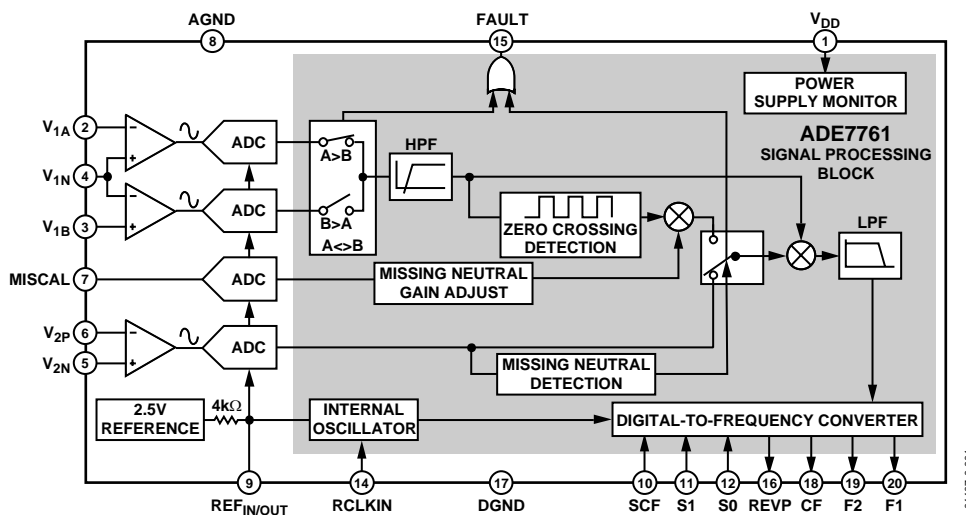 AGND
FAULT
VDD
8
15
1
POWER
SUPPLY MONITOR
ADE7761
SIGNAL PROCESSING
BLOCK
V1A 2
ADC
A>B
HPF
V1N 4
V1B 3
ADC
B>A
A<>B
ZERO CROSSING
DETECTION
LPF
MISCAL 7
ADC
MISSING NEUTRAL
GAIN ADJUST
V2P 6
V2N 5
ADC
MISSING NEUTRAL
DETECTION
2.5V
REFERENCE
4kΩ
INTERNAL
OSCILLATOR
DIGITAL-TO-FREQUENCY CONVERTER
9
14
17
10
11
12
16
18
19
20
REFIN/OUT
RCLKIN
DGND
SCF
S1
S0
REVP
CF
F2
F1